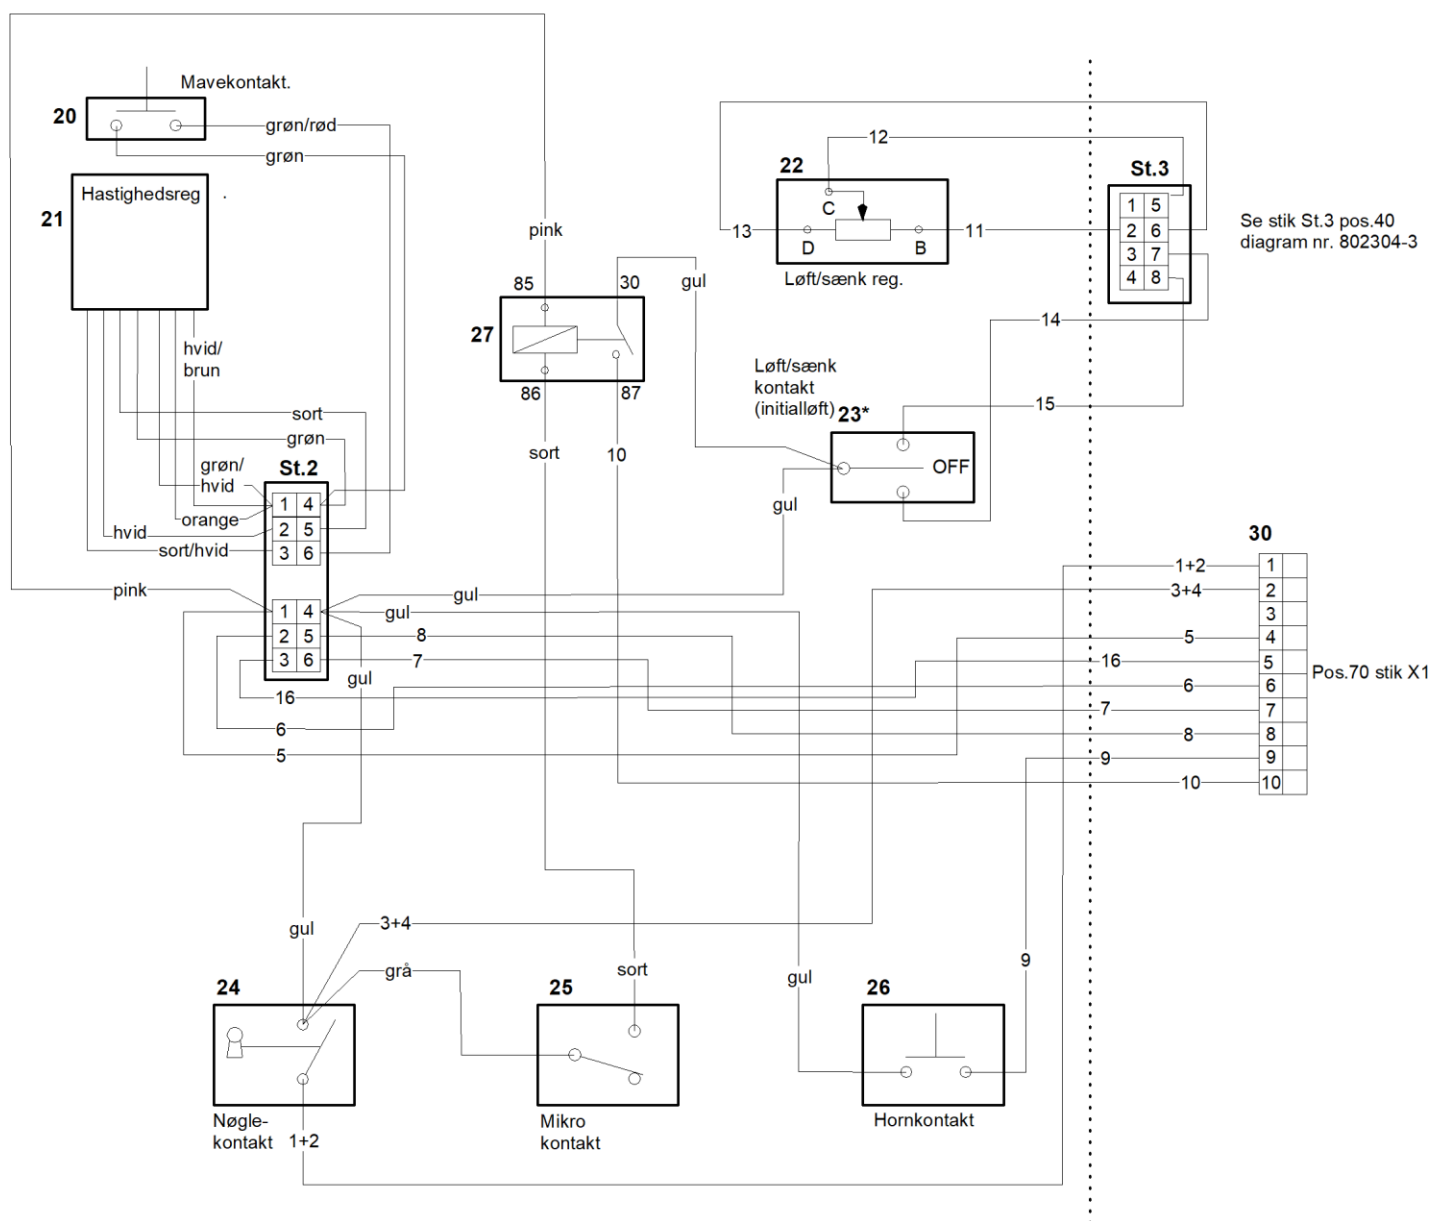 Mavekontakt.
20
grøn/rød
grøn
Hastighedsreg
.
21
hvid/
brun
sort
grøn
grøn/
hvid
St.2
orange
hvid
sort/hvid
1 4
2 5
3 6
pink
1 4
2 5
3 6
gul
gul
8
7
gul
16
6
5
pink
85
30
27
86
87
sort
10
gul
12
22
C
13
D
B
11
Løft/sænk reg.
St.3
1 5
2 6
3 7
4 8
Se stik St.3 pos.40
diagram nr. 802304-3
14
15
Løft/sænk
kontakt
(initialløft)
23*
OFF
gul
30
1+2
1
3+4
2
3
5
4
16
5
6
6
7
7
8
8
9
9
10
10
Pos.70 stik X1
gul
3+4
grå
24
Nøgle-
kontakt
1+2
sort
25
Mikro
kontakt
gul
26
9
Hornkontakt